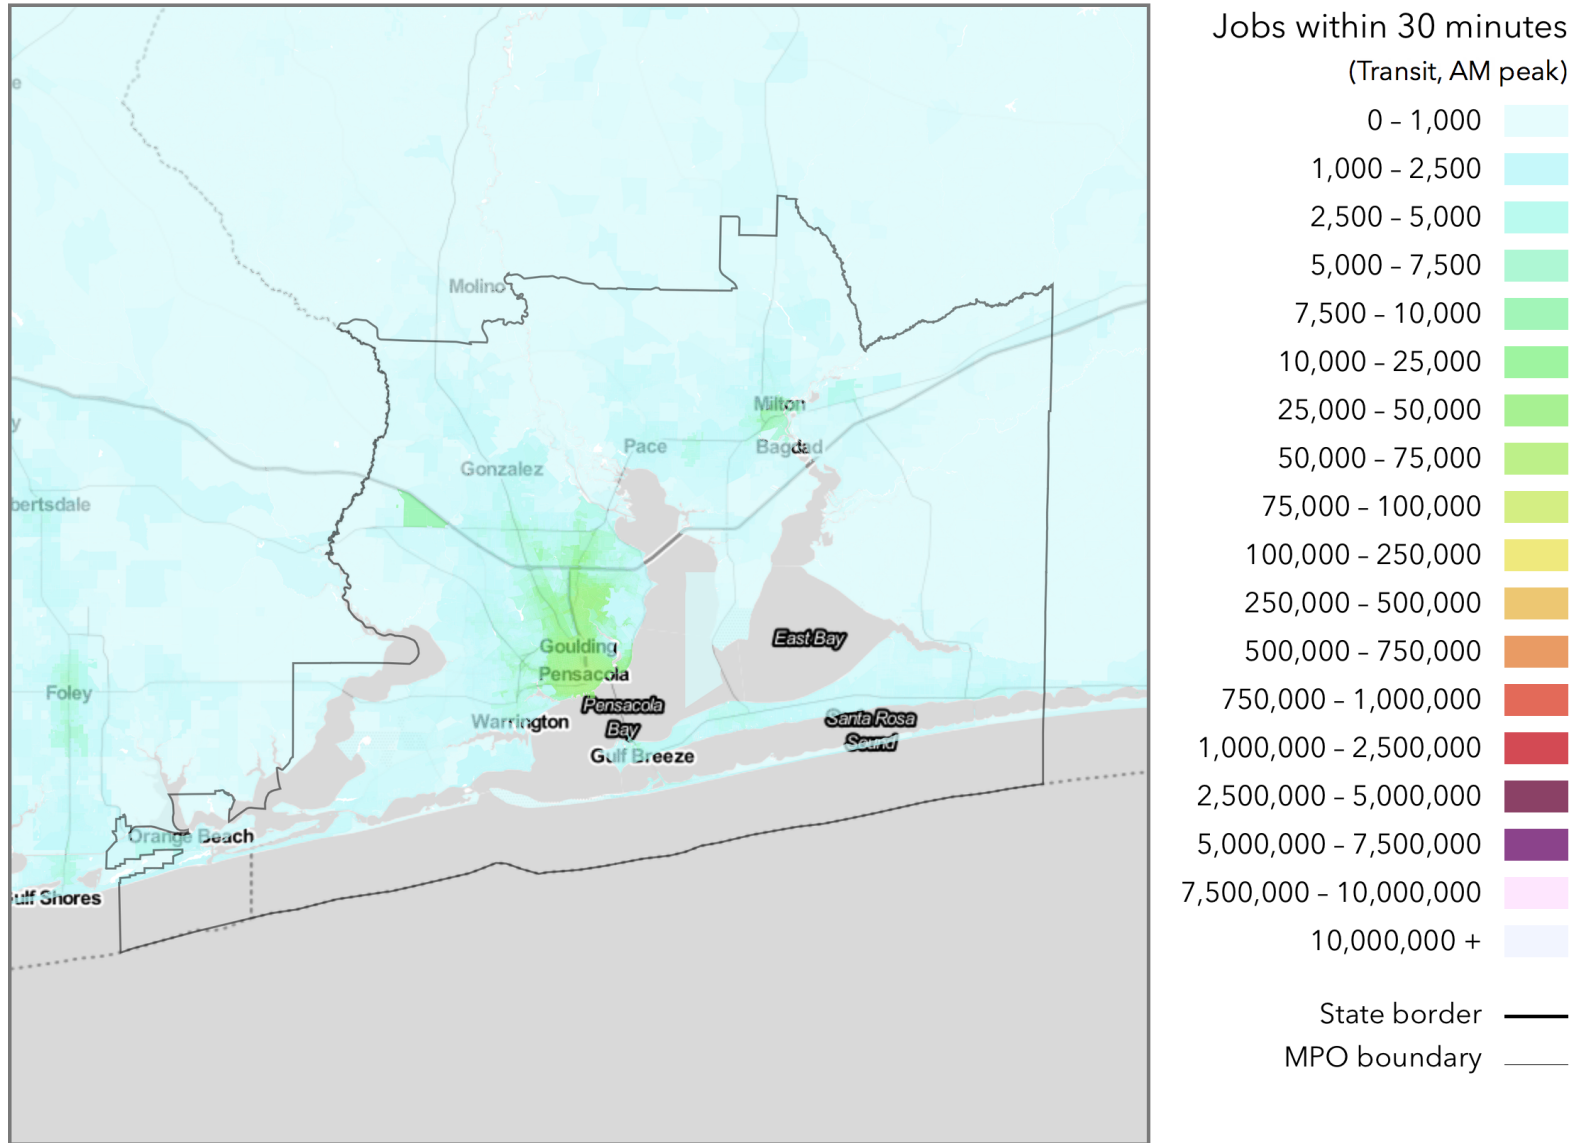 Jobs within 30 minutes
(Transit, AM peak)
0 – 1,000
1,000 – 2,500
2,500 – 5,000
5,000 – 7,500
7,500 – 10,000
10,000 – 25,000
25,000 – 50,000
50,000 – 75,000
75,000 – 100,000
100,000 – 250,000
250,000 – 500,000
500,000 – 750,000
750,000 – 1,000,000
1,000,000 – 2,500,000
2,500,000 – 5,000,000
5,000,000 – 7,500,000
7,500,000 – 10,000,000
10,000,000 +
State border
MPO boundary
e
Molino
Milton
y
Pace
Bagdad
Gonzalez
bertsdale
Goulding
East Bay
Pensacola
Foley
Pensacola
Bay
Warrington
Santa Rosa
Sound
Gulf Breeze
Orange Beach
ulf Shores